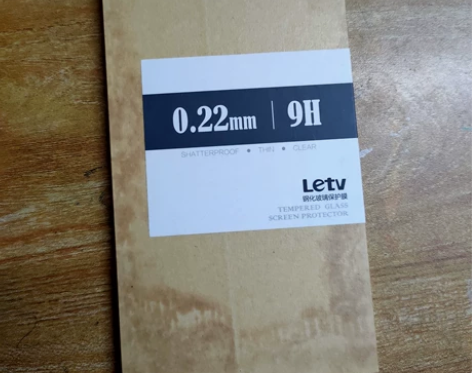 0.22mm | 9H
SHATTERPROOF • THIN • CLEAR
Letv
钢化玻璃保护膜
TEMPERED GLASS
SCREEN PROTECTOR